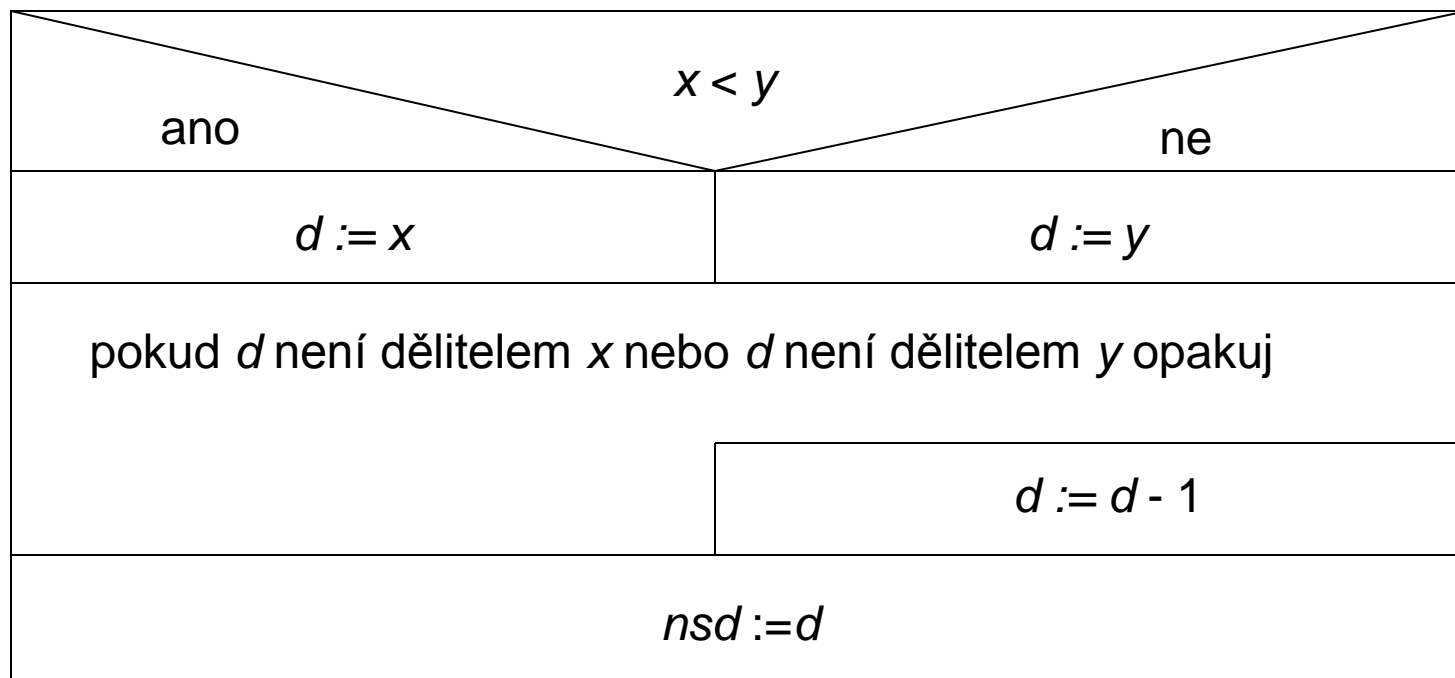 x < y
ano
ne
d := x
d := y
pokud d není dělitelem x nebo d není dělitelem y opakuj
d := d - 1
nsd :=d